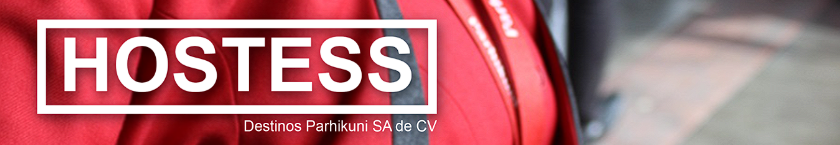 HOSTESS
Destinos Parhikuni SA de CV